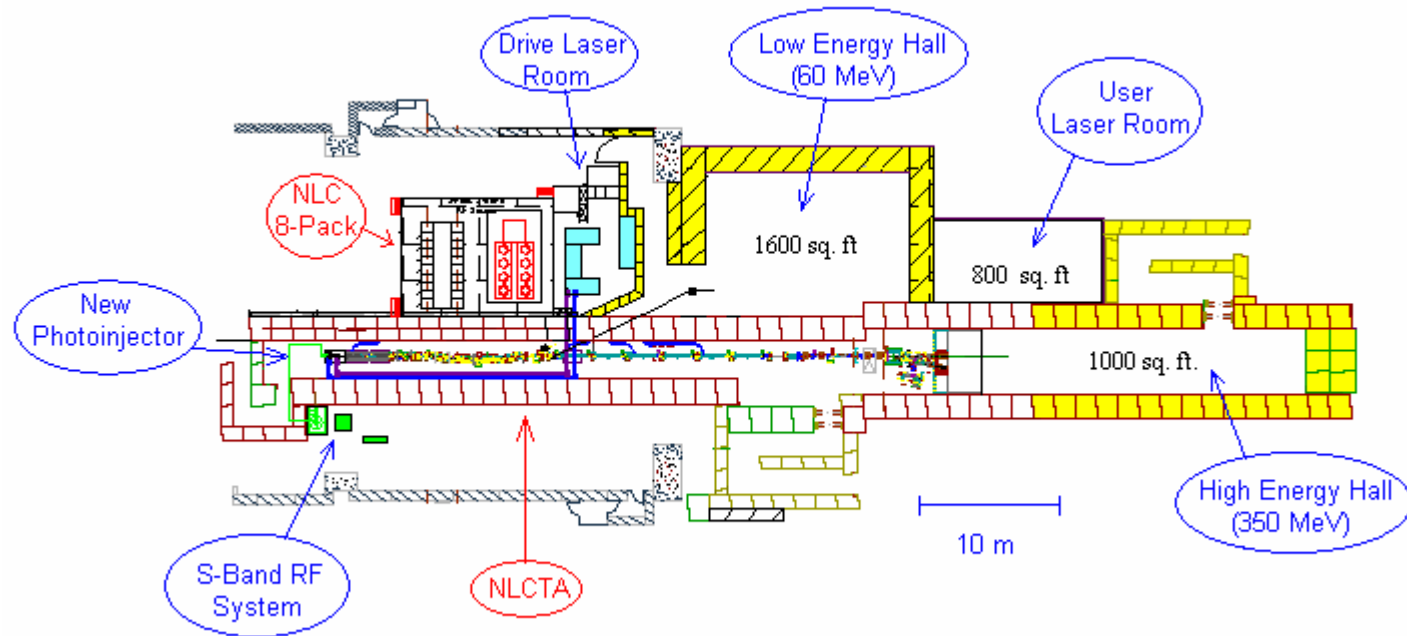 Drive Laser
Room
Low Energy Hall
(60 MeV)
User
Laser Room
NLC
8-Pack
1600 sq. ft
800 sq. ft
New
Photoinjector
1000 sq. ft.
S-Band RF
System
NLCTA
10 m
High Energy Hall
(350 MeV)